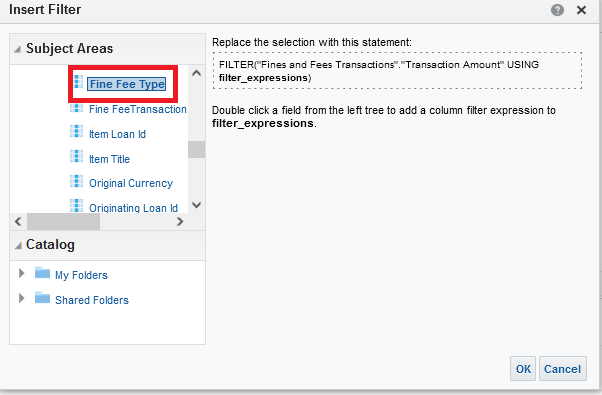 Insert Filter
Subject Areas
Fine Fee Type
Fine FeeTransaction
Item Loan Id
Item Title
Original Currency
Originating Loan Id
Catalog
My Folders
Shared Folders
Replace the selection with this statement:
FILTER("Fines and Fees Transactions"."Transaction Amount" USING
filter_expressions)
Double click a field from the left tree to add a column filter expression to
filter_expressions.
OK
Cancel